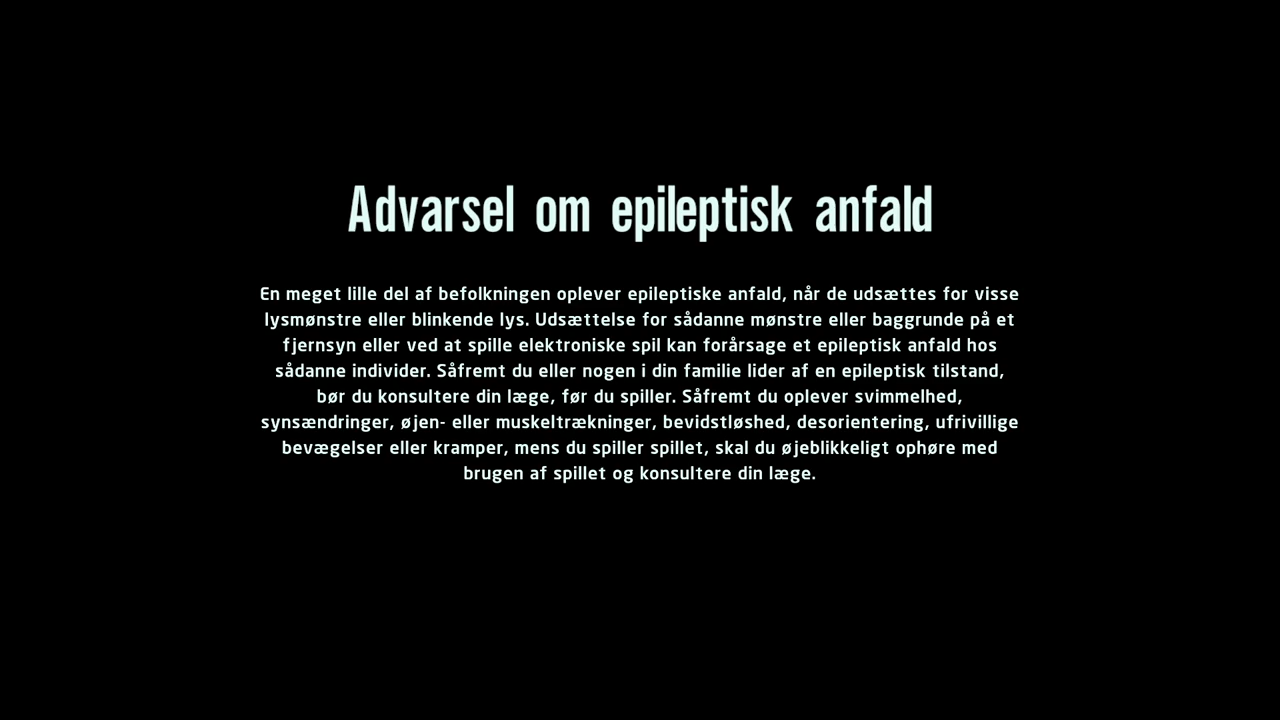 Advarsel om epileptisk anfald
En meget lille del af befolkningen oplever epileptiske anfald, når de udsættes for visse
lysmønstre eller blinkende lys. Udsættelse for sådanne mønstre eller baggrunde på et
fjernsyn eller ved at spille elektroniske spil kan forårsage et epileptisk anfald hos
sådanne individer. Såfremt du eller nogen i din familie lider af en epileptisk tilstand,
bør du konsultere din læge, før du spiller. Såfremt du oplever svimmelhed,
synsændringer, øjen- eller muskeltrækninger, bevidstløshed, desorientering, ufrivillige
bevægelser eller kramper, mens du spiller spillet, skal du øjeblikkeligt ophøre med
brugen af spillet og konsultere din læge.